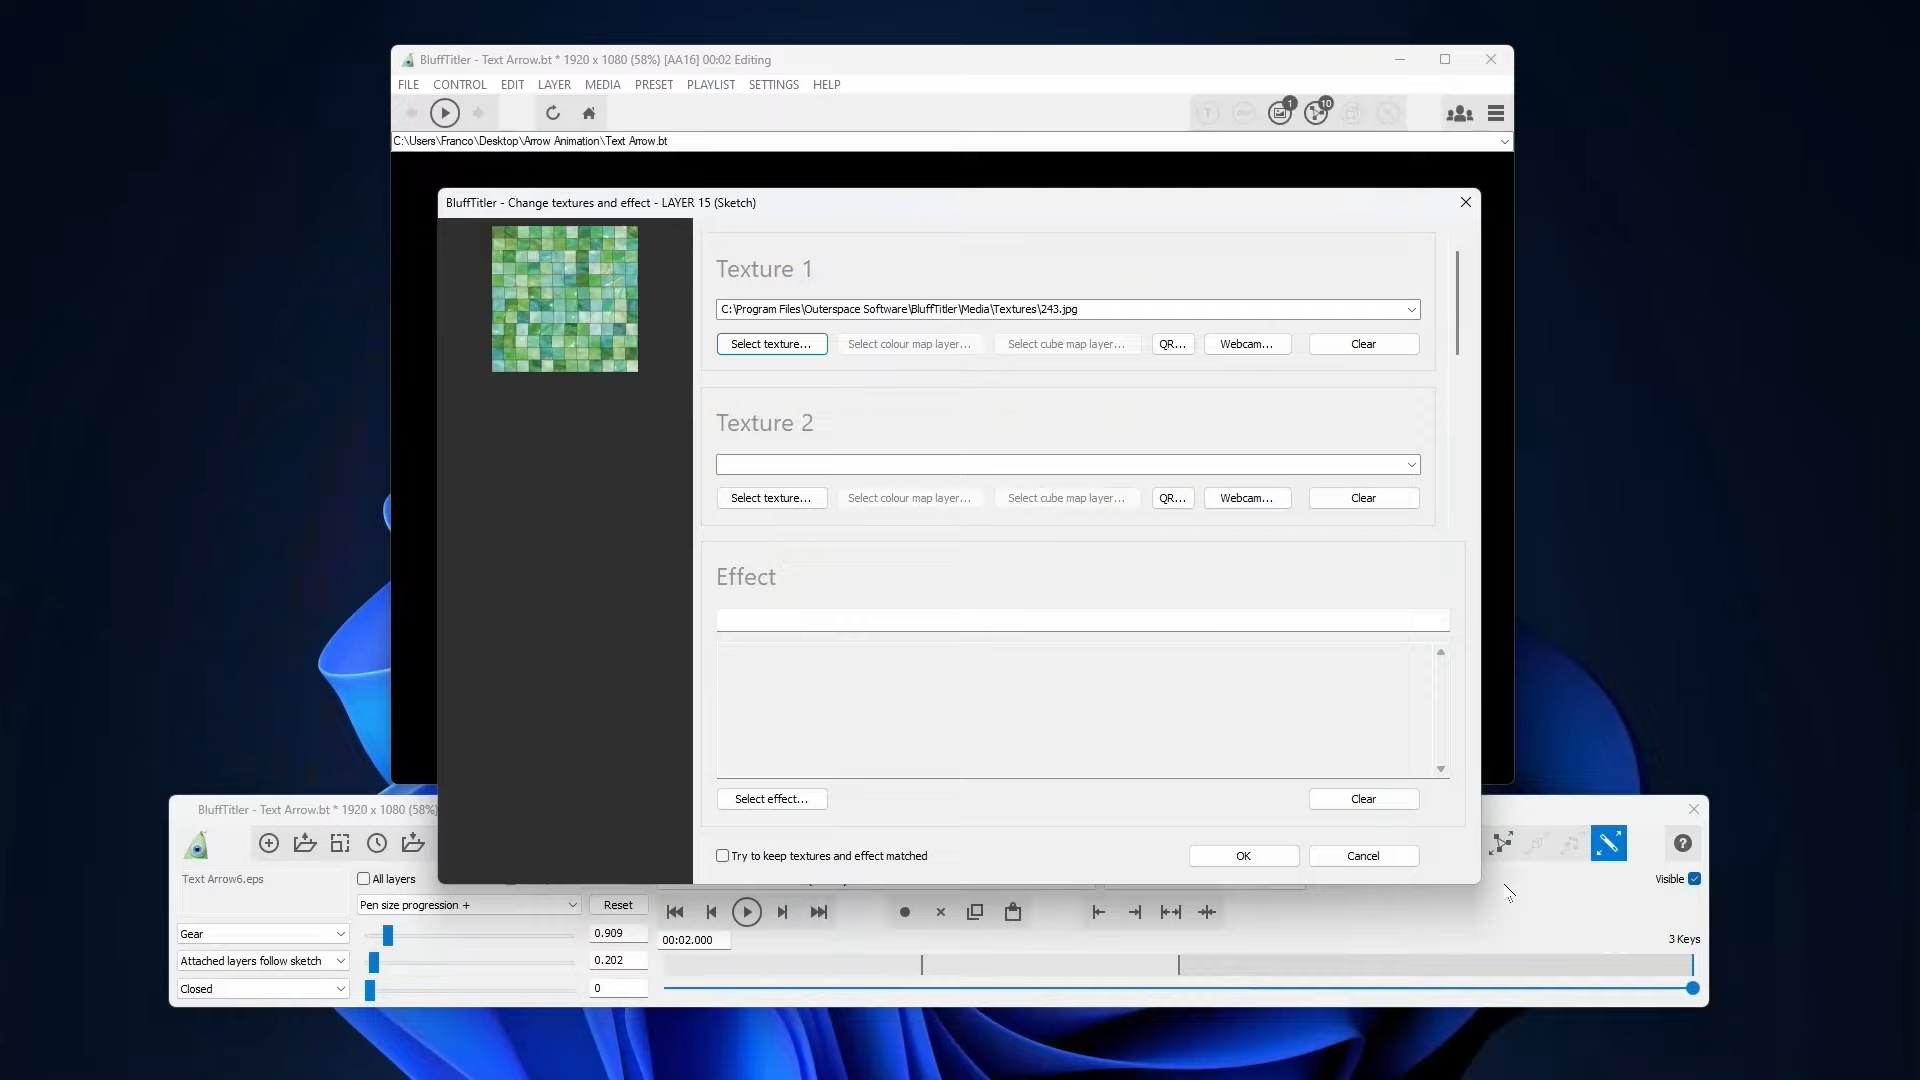 BluffTitler - Text Arrow.bt * 1920 x 1080 (58%) [AA16] 00:02 Editing
FILE CONTROL EDIT LAYER MEDIA PRESET PLAYLIST SETTINGS HELP
1 10
C:\Users\Franco\Desktop\Arrow Animation\Text Arrow.bt
BluffTitler - Change textures and effect - LAYER 15 (Sketch)
Texture 1
C:\Program Files\Outerspace Software\BluffTitler\Media\Textures\243.jpg
Select texture... Select colour map layer... Select cube map layer... QR... Webcam... Clear
Texture 2
Select texture... Select colour map layer... Select cube map layer... QR... Webcam... Clear
Effect
Select effect... Clear
Try to keep textures and effect matched OK Cancel
BluffTitler - Text Arrow.bt * 1920 x 1080 (58%)
Text Arrow6.eps All layers Visible
Pen size progression + Reset
Gear 0.909 00:02.000 3 Keys
Attached layers follow sketch 0.202
Closed 0